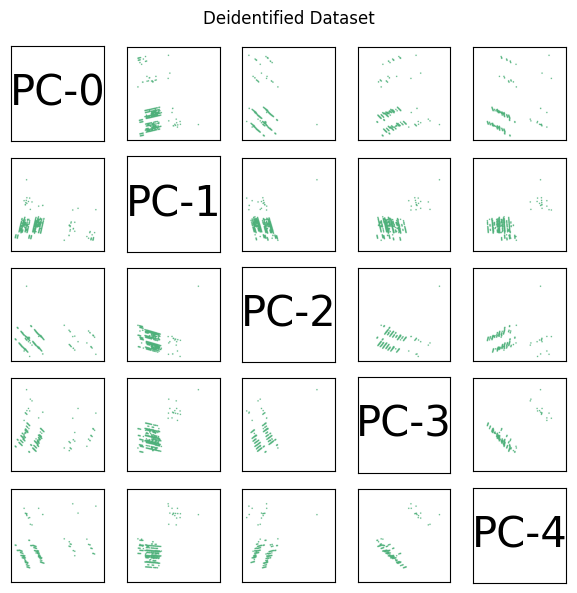 Deidentified Dataset
PC-0
PC-1
PC-2
PC-3
PC-4